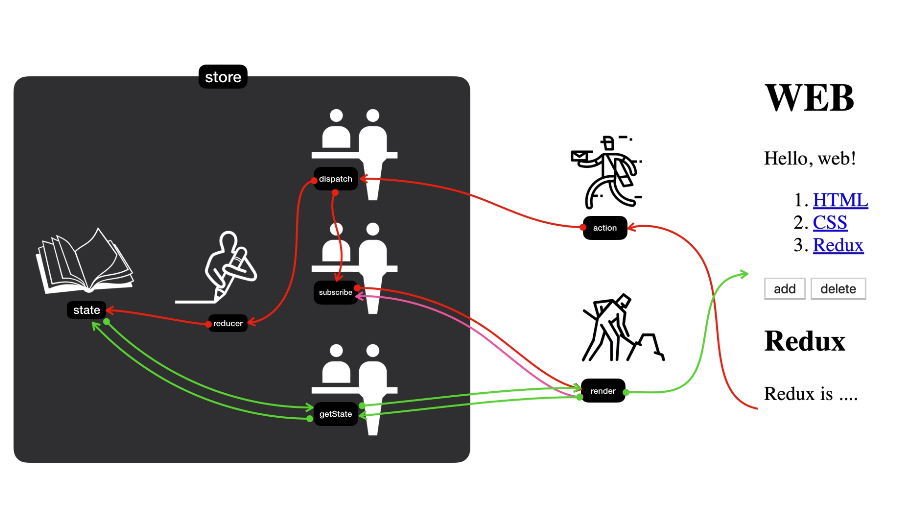 store
dispatch
subscribe
state
reducer
getState
action
render
WEB
Hello, web!
1. HTML
2. CSS
3. Redux
add
delete
Redux
Redux is ....